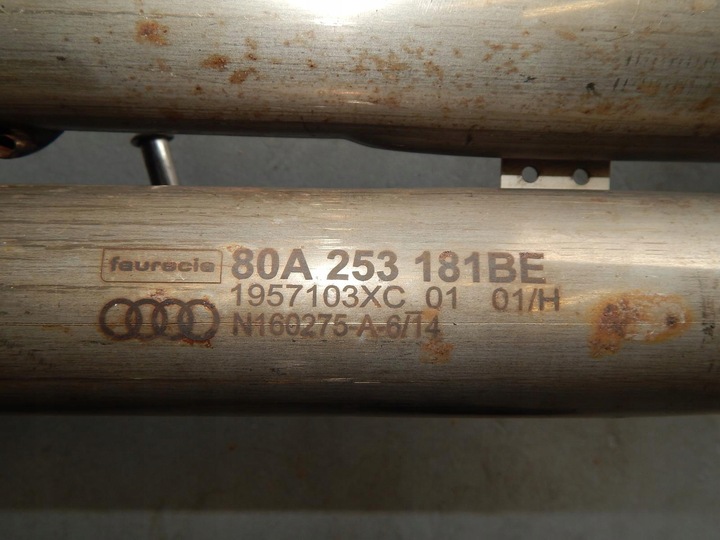 faurecia
80A 253 181BE
1957103XC 01 01/H
N160275-A-6/14